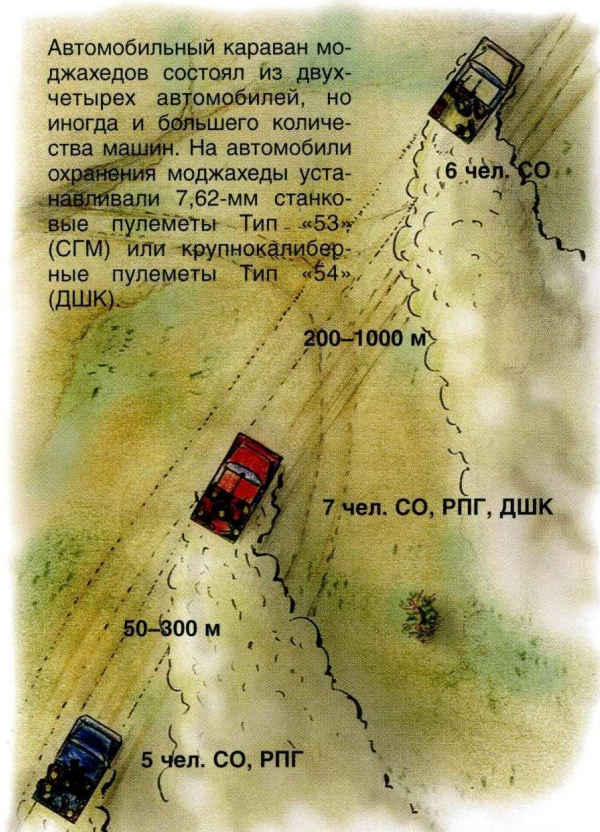 Автомобильный караван мо-
джахедов состоял из двух-
четырех автомобилей, но
иногда и большего количе-
ства машин. На автомобили
охранения моджахеды уста-
навливали 7,62-мм станко-
вые пулеметы Тип «53»
(СГМ) или крупнокалибер-
ные пулеметы Тип «54»
(ДШК).
6 чел. СО
200–1000 м
7 чел. СО, РПГ, ДШК
50–300 м
5 чел. СО, РПГ